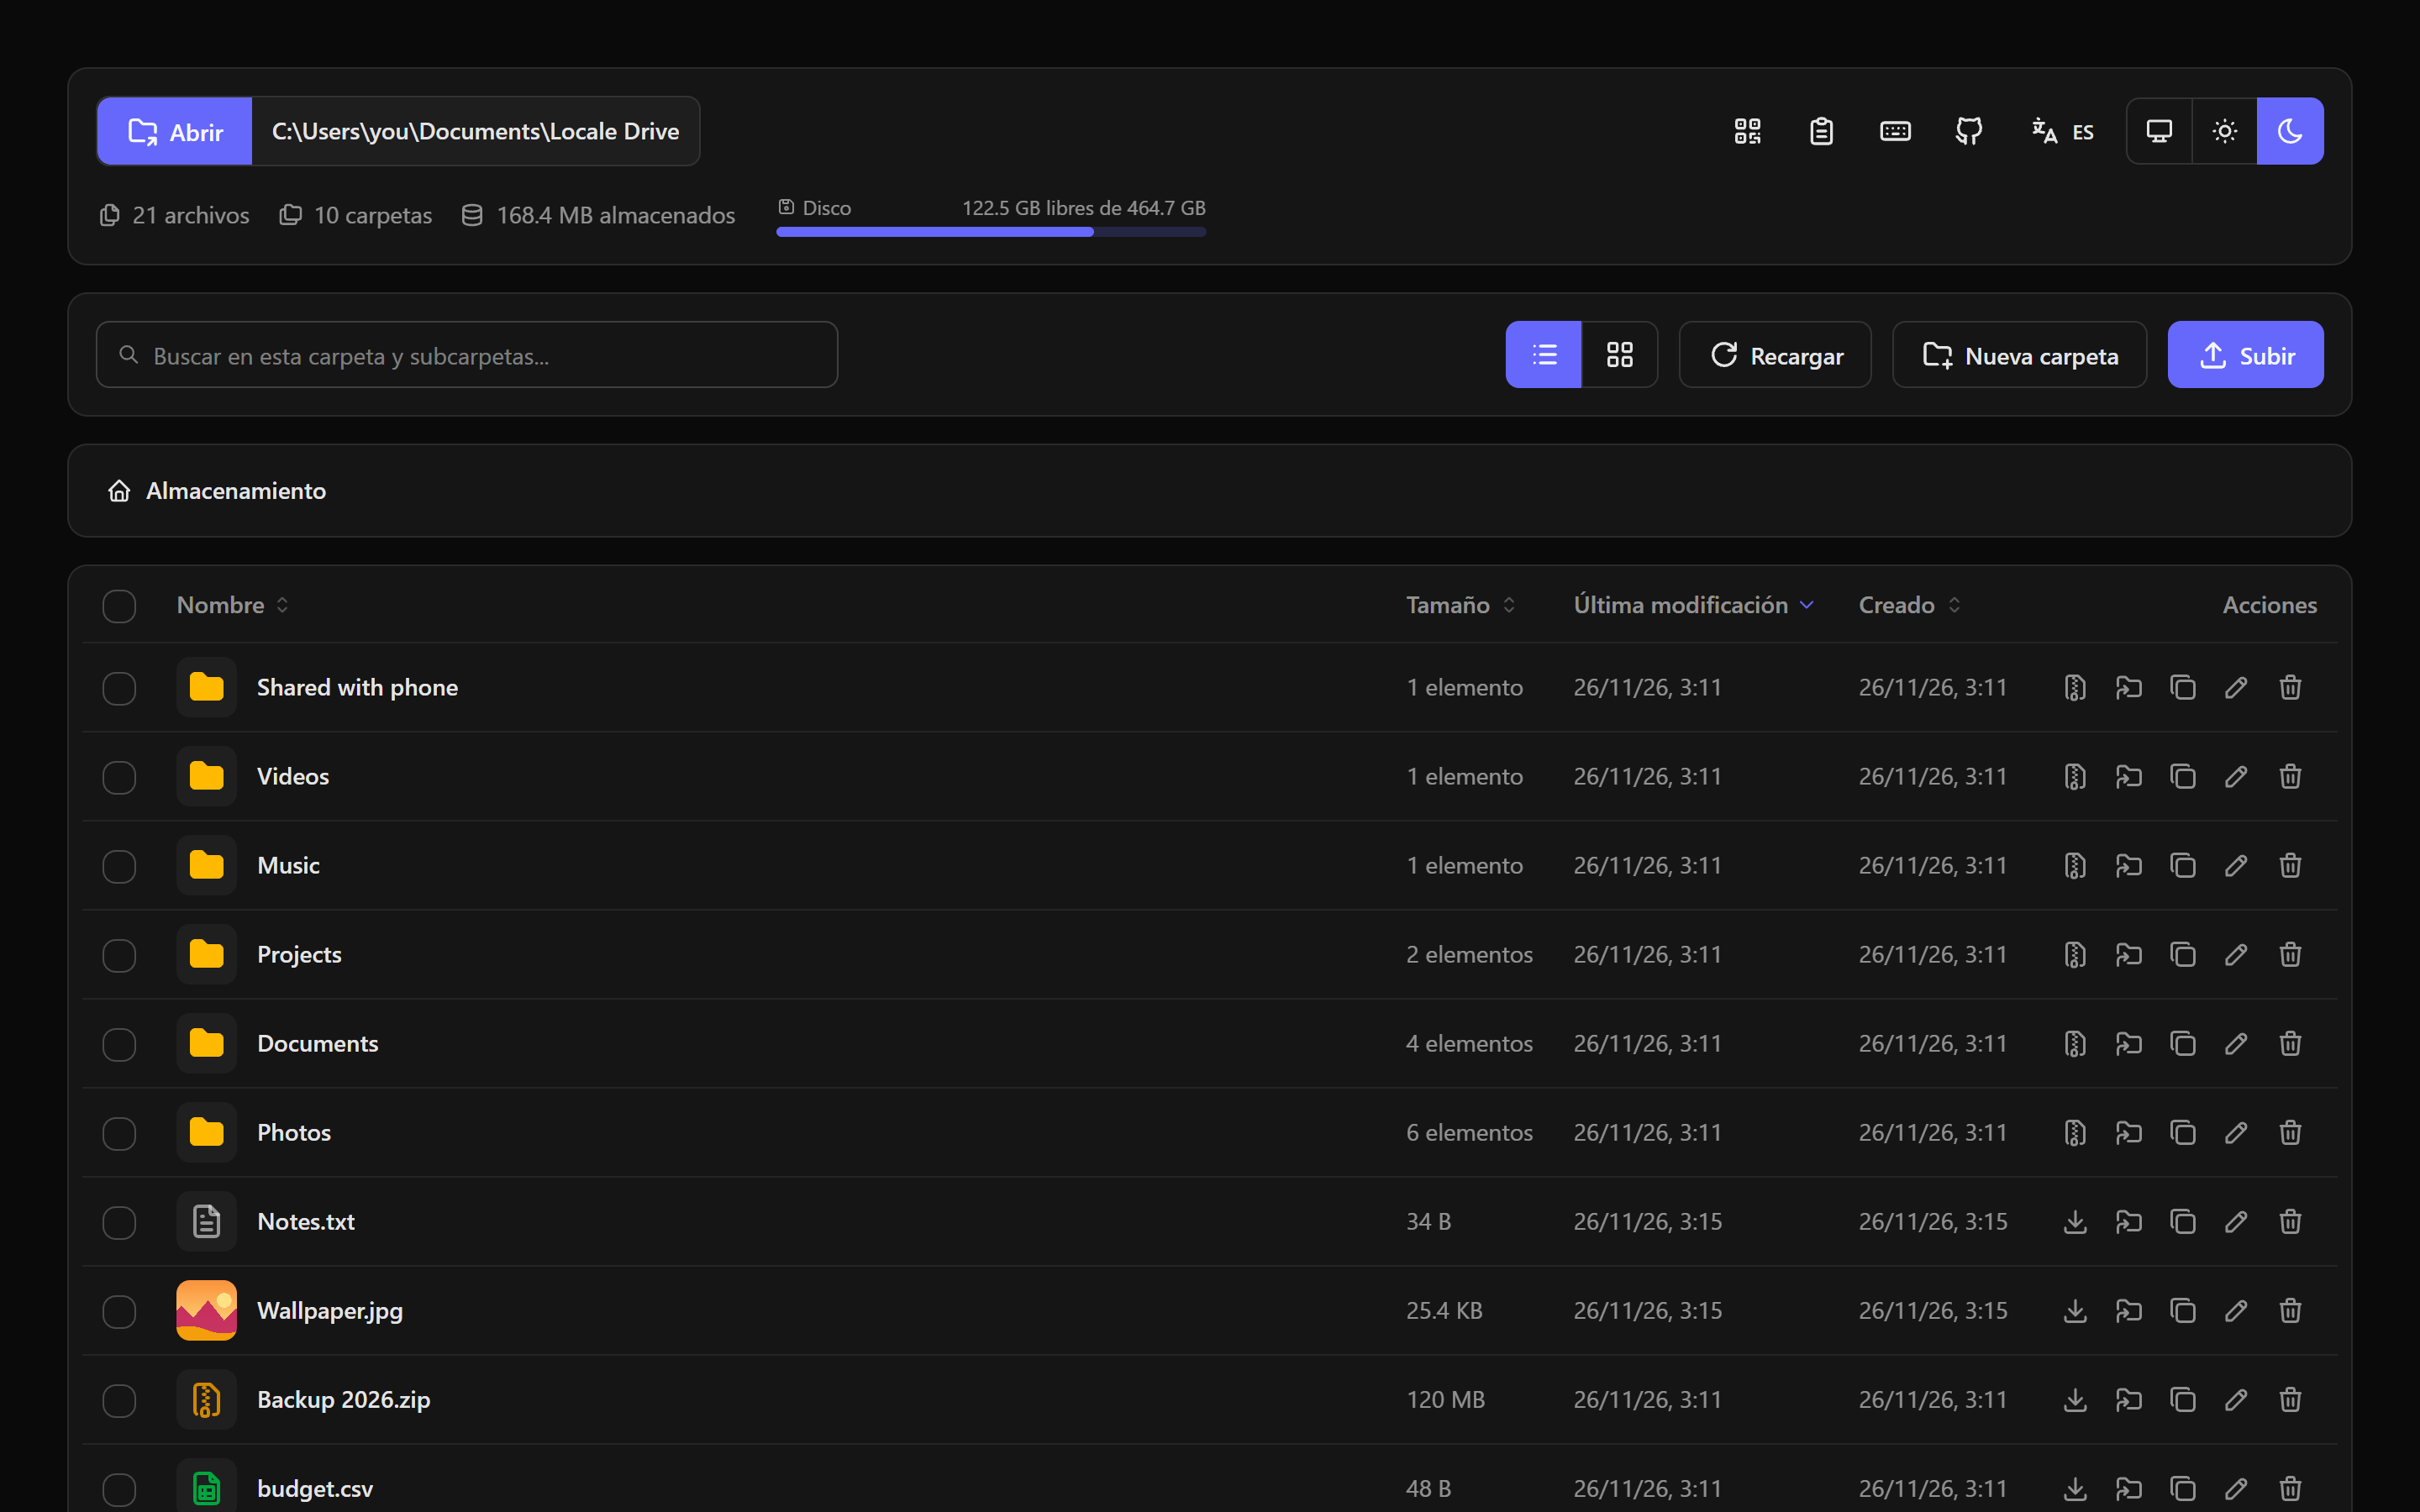 Abrir C:\Users\you\Documents\Locale Drive ES
21 archivos 10 carpetas 168.4 MB almacenados Disco 122.5 GB libres de 464.7 GB
Buscar en esta carpeta y subcarpetas... Recargar Nueva carpeta Subir
Almacenamiento
Nombre Tamaño Última modificación Creado Acciones
Shared with phone 1 elemento 26/11/26, 3:11 26/11/26, 3:11
Videos 1 elemento 26/11/26, 3:11 26/11/26, 3:11
Music 1 elemento 26/11/26, 3:11 26/11/26, 3:11
Projects 2 elementos 26/11/26, 3:11 26/11/26, 3:11
Documents 4 elementos 26/11/26, 3:11 26/11/26, 3:11
Photos 6 elementos 26/11/26, 3:11 26/11/26, 3:11
Notes.txt 34 B 26/11/26, 3:15 26/11/26, 3:15
Wallpaper.jpg 25.4 KB 26/11/26, 3:15 26/11/26, 3:15
Backup 2026.zip 120 MB 26/11/26, 3:11 26/11/26, 3:11
budget.csv 48 B 26/11/26, 3:11 26/11/26, 3:11